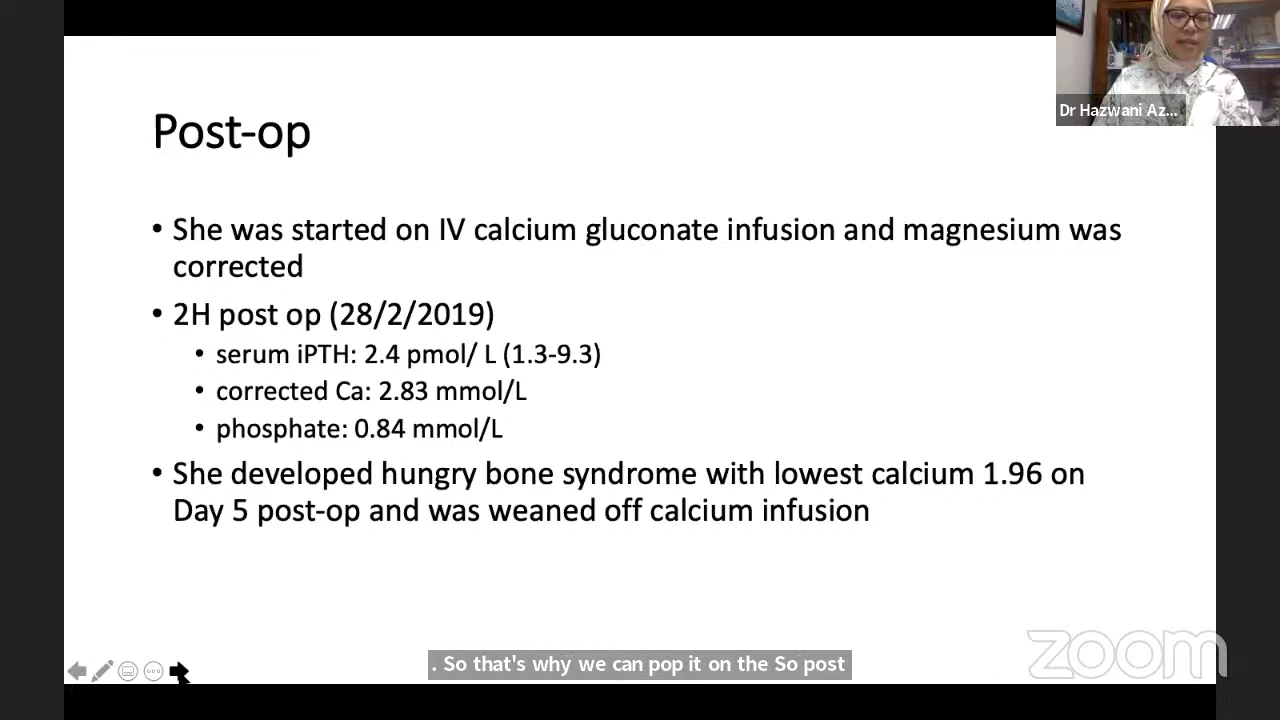 Dr Hazwani Az...
Post-op
• She was started on IV calcium gluconate infusion and magnesium was
corrected
• 2H post op (28/2/2019)
• serum iPTH: 2.4 pmol/ L (1.3-9.3)
• corrected Ca: 2.83 mmol/L
• phosphate: 0.84 mmol/L
• She developed hungry bone syndrome with lowest calcium 1.96 on
Day 5 post-op and was weaned off calcium infusion
. So that's why we can pop it on the So post
zoom